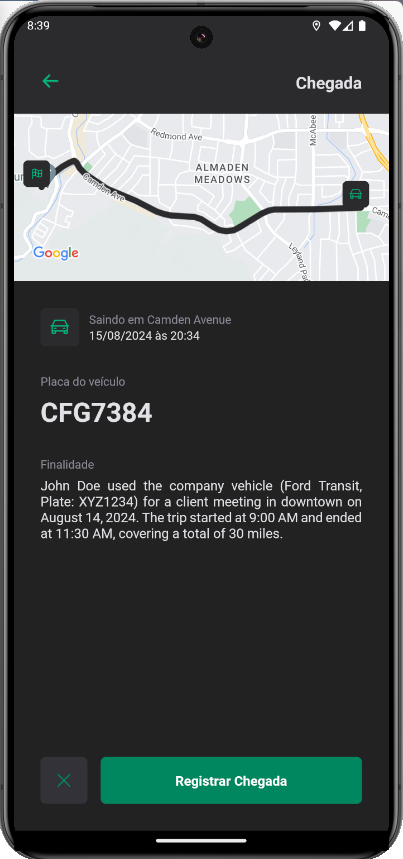 8:39
Chegada
Redmond Ave
McAbee
ALMADEN
MEADOWS
Camden Ave
Google
Saindo em Camden Avenue
15/08/2024 às 20:34
Placa do veículo
CFG7384
Finalidade
John Doe used the company vehicle (Ford Transit,
Plate: XYZ1234) for a client meeting in downtown on
August 14, 2024. The trip started at 9:00 AM and ended
at 11:30 AM, covering a total of 30 miles.
Registrar Chegada